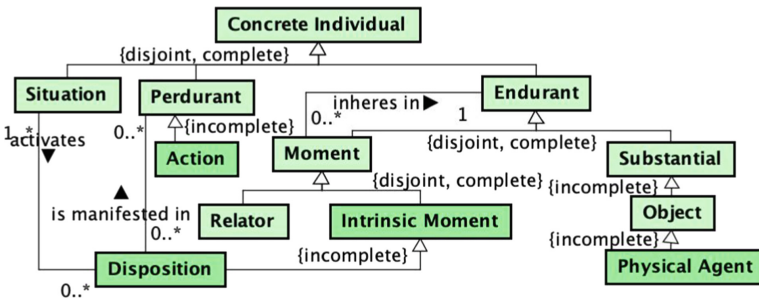 Concrete Individual
{disjoint, complete}
Situation
Perdurant
Endurant
inheres in▶
0..*
1
1..*
activates
▼
0..*
{incomplete}
Action
Moment
{disjoint, complete}
Substantial
{disjoint, complete}
{incomplete}
▲
is manifested in
0..*
Relator
Intrinsic Moment
Object
{incomplete}
{incomplete}
Disposition
Physical Agent
0..*